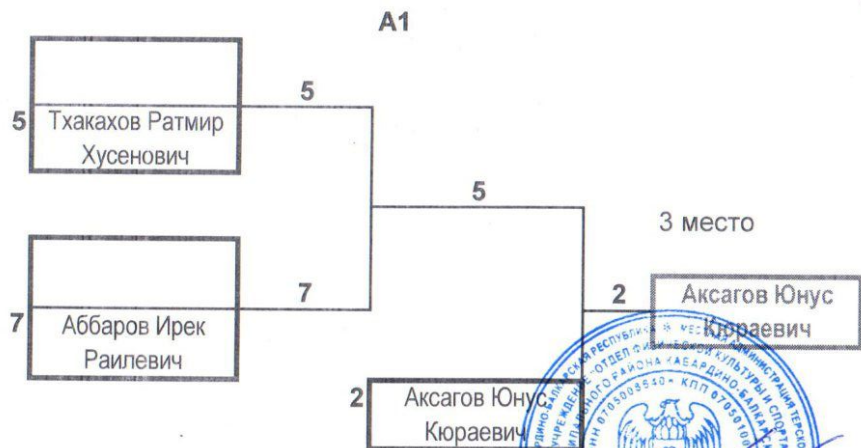 А1
5
5 Тхакахов Ратмир
Хусенович
5
3 место
7
7 Аббаров Ирек
Раилевич
2 Аксагов Юнус
Кюраевич
2 Аксагов Юнус
Кюраевич